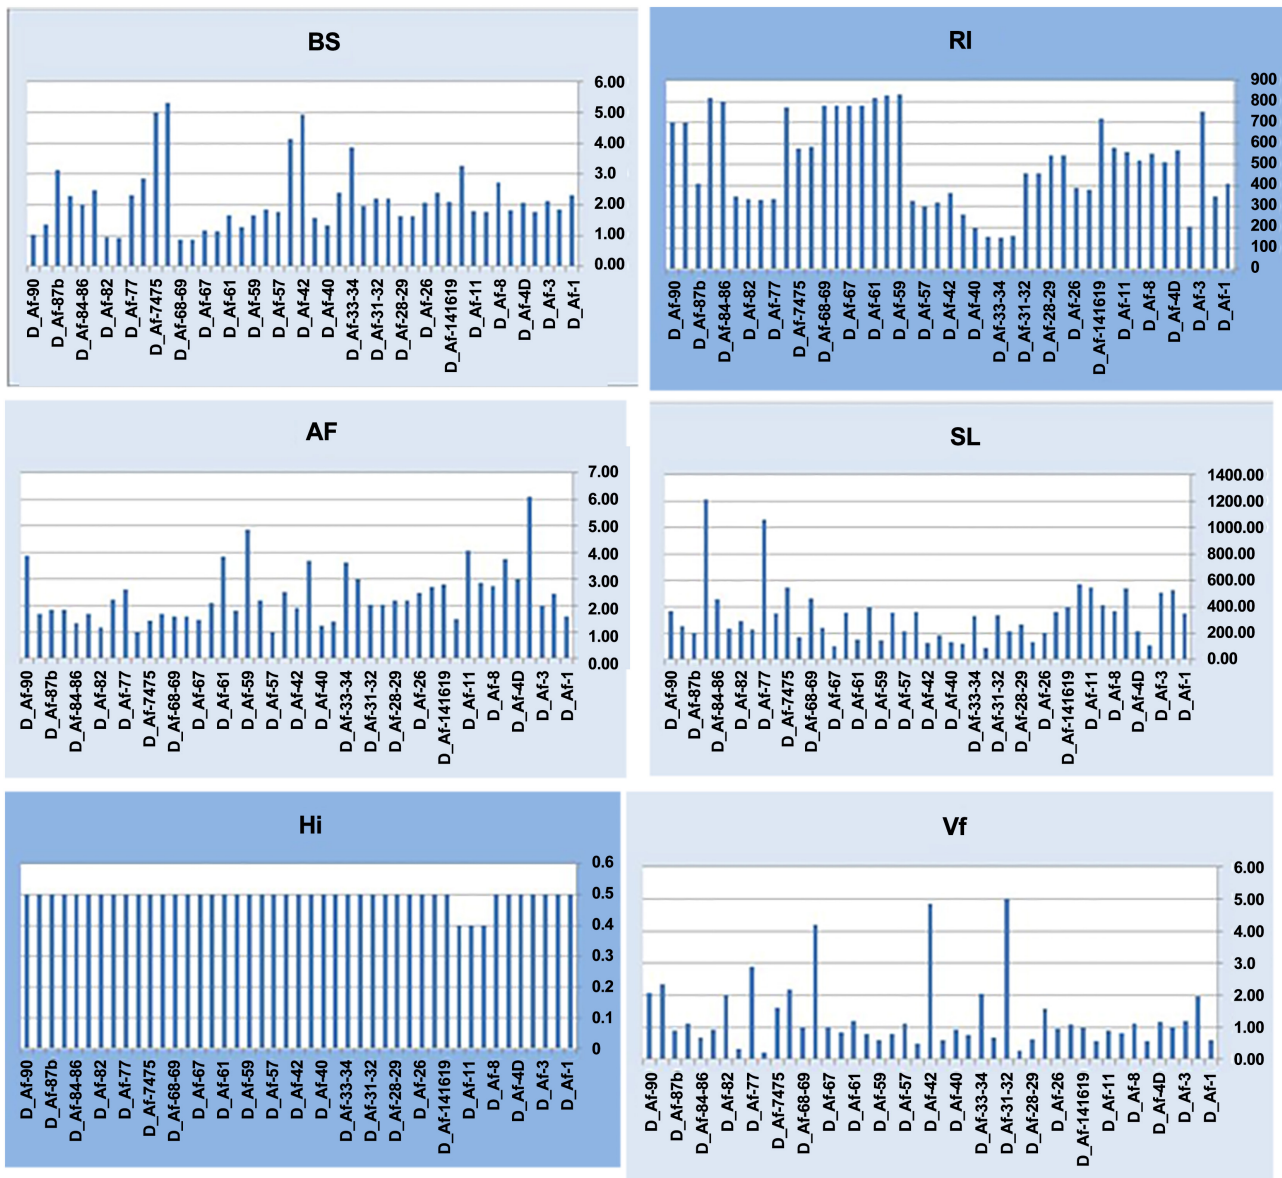 BS
6.00
5.00
4.00
3.0
2.00
1.00
0.00
D_Af-90
D_Af-87b
D_Af-84-86
D_Af-82
D_Af-77
D_Af-7475
D_Af-68-69
D_Af-67
D_Af-61
D_Af-59
D_Af-57
D_Af-42
D_Af-40
D_Af-33-34
D_Af-31-32
D_Af-28-29
D_Af-26
D_Af-141619
D_Af-11
D_Af-8
D_Af-4D
D_Af-3
D_Af-1
RI
900
800
700
600
500
400
300
200
100
0
D_Af-90
D_Af-87b
D_Af-84-86
D_Af-82
D_Af-77
D_Af-7475
D_Af-68-69
D_Af-67
D_Af-61
D_Af-59
D_Af-57
D_Af-42
D_Af-40
D_Af-33-34
D_Af-31-32
D_Af-28-29
D_Af-26
D_Af-141619
D_Af-11
D_Af-8
D_Af-4D
D_Af-3
D_Af-1
AF
7.00
6.00
5.00
4.00
3.00
2.00
1.00
0.00
D_Af-90
D_Af-87b
D_Af-84-86
D_Af-82
D_Af-77
D_Af-7475
D_Af-68-69
D_Af-67
D_Af-61
D_Af-59
D_Af-57
D_Af-42
D_Af-40
D_Af-33-34
D_Af-31-32
D_Af-28-29
D_Af-26
D_Af-141619
D_Af-11
D_Af-8
D_Af-4D
D_Af-3
D_Af-1
SL
1400.00
1200.00
1000.00
800.00
600.00
400.00
200.00
0.00
D_Af-90
D_Af-87b
D_Af-84-86
D_Af-82
D_Af-77
D_Af-7475
D_Af-68-69
D_Af-67
D_Af-61
D_Af-59
D_Af-57
D_Af-42
D_Af-40
D_Af-33-34
D_Af-31-32
D_Af-28-29
D_Af-26
D_Af-141619
D_Af-11
D_Af-8
D_Af-4D
D_Af-3
D_Af-1
Hi
0.6
0.5
0.4
0.3
0.2
0.1
0
D_Af-90
D_Af-87b
D_Af-84-86
D_Af-82
D_Af-77
D_Af-7475
D_Af-68-69
D_Af-67
D_Af-61
D_Af-59
D_Af-57
D_Af-42
D_Af-40
D_Af-33-34
D_Af-31-32
D_Af-28-29
D_Af-26
D_Af-141619
D_Af-11
D_Af-8
D_Af-4D
D_Af-3
D_Af-1
Vf
6.00
5.00
4.00
3.0
2.00
1.00
0.00
D_Af-90
D_Af-87b
D_Af-84-86
D_Af-82
D_Af-77
D_Af-7475
D_Af-68-69
D_Af-67
D_Af-61
D_Af-59
D_Af-57
D_Af-42
D_Af-40
D_Af-33-34
D_Af-31-32
D_Af-28-29
D_Af-26
D_Af-141619
D_Af-11
D_Af-8
D_Af-4D
D_Af-3
D_Af-1